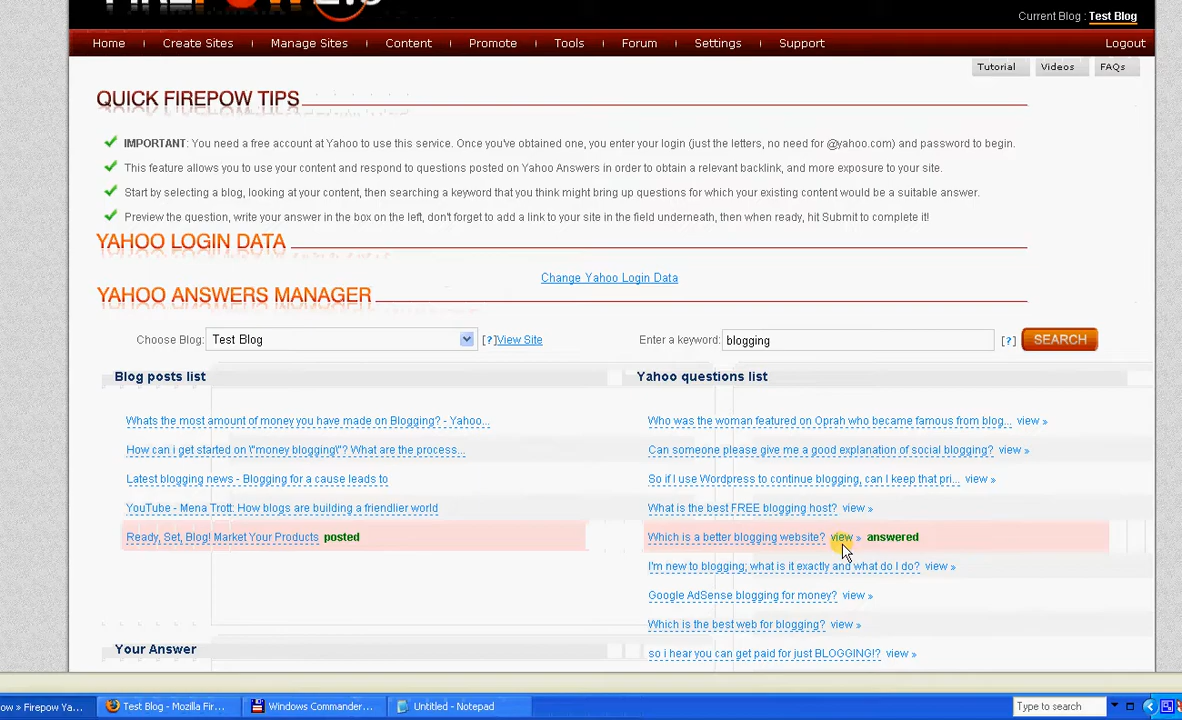 Current Blog : Test Blog
Home | Create Sites | Manage Sites | Content | Promote | Tools | Forum | Settings | Support Logout
Tutorial Videos FAQs
QUICK FIREPOW TIPS
IMPORTANT: You need a free account at Yahoo to use this service. Once you've obtained one, you enter your login (just the letters, no need for @yahoo.com) and password to begin.
This feature allows you to use your content and respond to questions posted on Yahoo Answers in order to obtain a relevant backlink, and more exposure to your site.
Start by selecting a blog, looking at your content, then searching a keyword that you think might bring up questions for which your existing content would be a suitable answer.
Preview the question, write your answer in the box on the left, don't forget to add a link to your site in the field underneath, then when ready, hit Submit to complete it!
YAHOO LOGIN DATA
Change Yahoo Login Data
YAHOO ANSWERS MANAGER
Choose Blog: Test Blog [?]View Site Enter a keyword: blogging [?] SEARCH
Blog posts list
Whats the most amount of money you have made on Blogging? - Yahoo...
How can i get started on \"money blogging\"? What are the process...
Latest blogging news - Blogging for a cause leads to
YouTube - Mena Trott: How blogs are building a friendlier world
Ready, Set, Blog! Market Your Products posted
Your Answer
Yahoo questions list
Who was the woman featured on Oprah who became famous from blog... view »
Can someone please give me a good explanation of social blogging? view »
So if I use Wordpress to continue blogging, can I keep that pri... view »
What is the best FREE blogging host? view »
Which is a better blogging website? view » answered
I'm new to blogging; what is it exactly and what do I do? view »
Google AdSense blogging for money? view »
Which is the best web for blogging? view »
so i hear you can get paid for just BLOGGING!? view »
ow » Firepow Ya... Test Blog - Mozilla Fir... Windows Commander... Untitled - Notepad Type to search